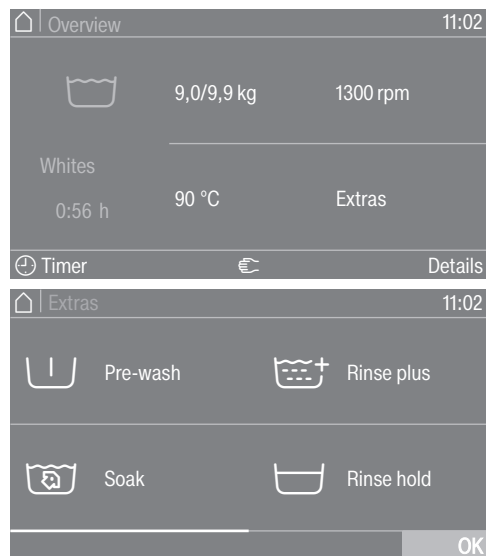 Overview 11:02
9,0/9,9 kg 1300 rpm
Whites
0:56 h
90 °C Extras
Timer Details
Extras 11:02
Pre-wash Rinse plus
Soak Rinse hold
OK